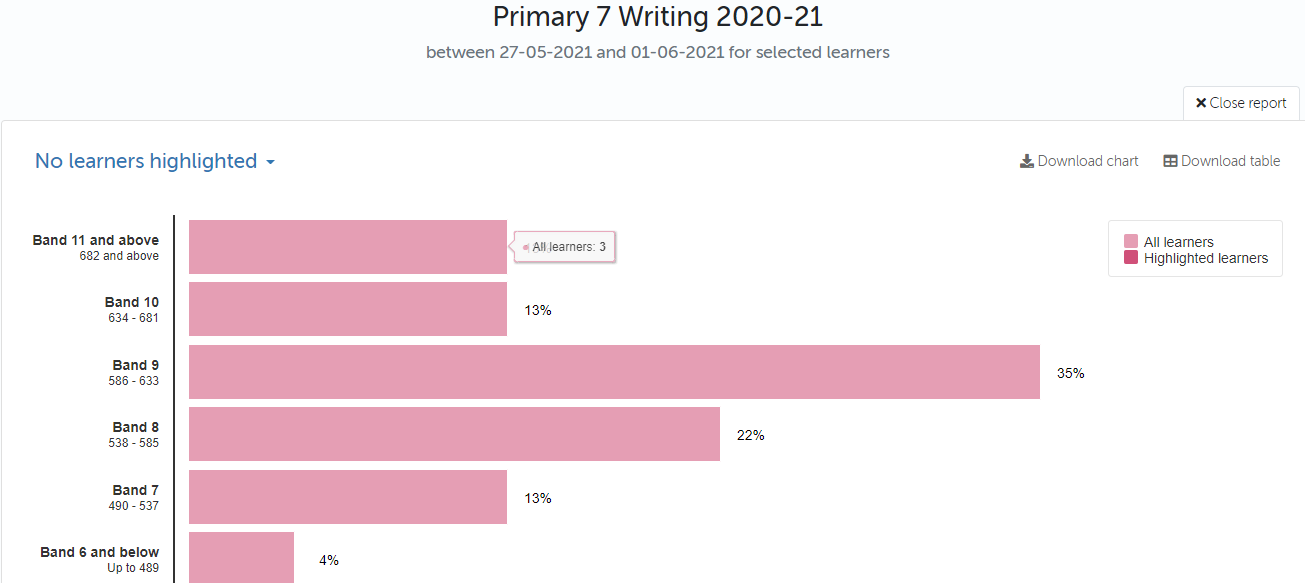 Primary 7 Writing 2020-21
between 27-05-2021 and 01-06-2021 for selected learners
Close report
No learners highlighted
Download chart
Download table
Band 11 and above
682 and above
All learners: 3
All learners
Highlighted learners
Band 10
634 - 681
13%
Band 9
586 - 633
35%
Band 8
538 - 585
22%
Band 7
490 - 537
13%
Band 6 and below
Up to 489
4%